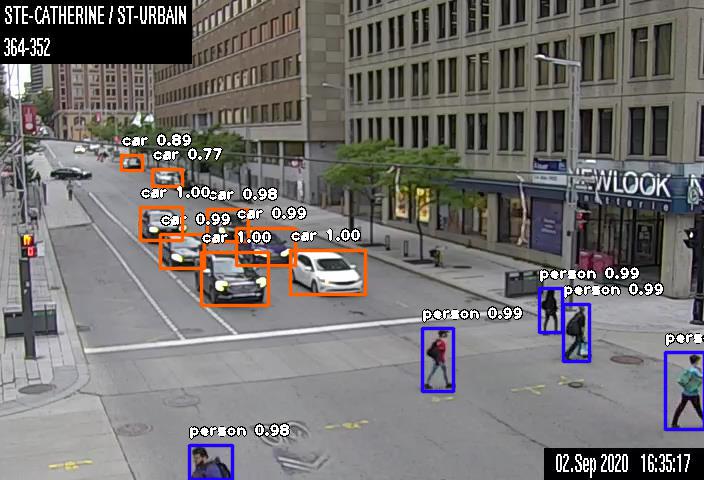 STE-CATHERINE / ST-URBAIN
364-352
car 0.89
car 0.77
car 1.00
car 0.98
car 0.99
car 0.99
car 1.00
car 1.00
NEWLOOK
person 0.99
person 0.99
person 0.99
pers
person 0.98
02.Sep 2020 16:35:17